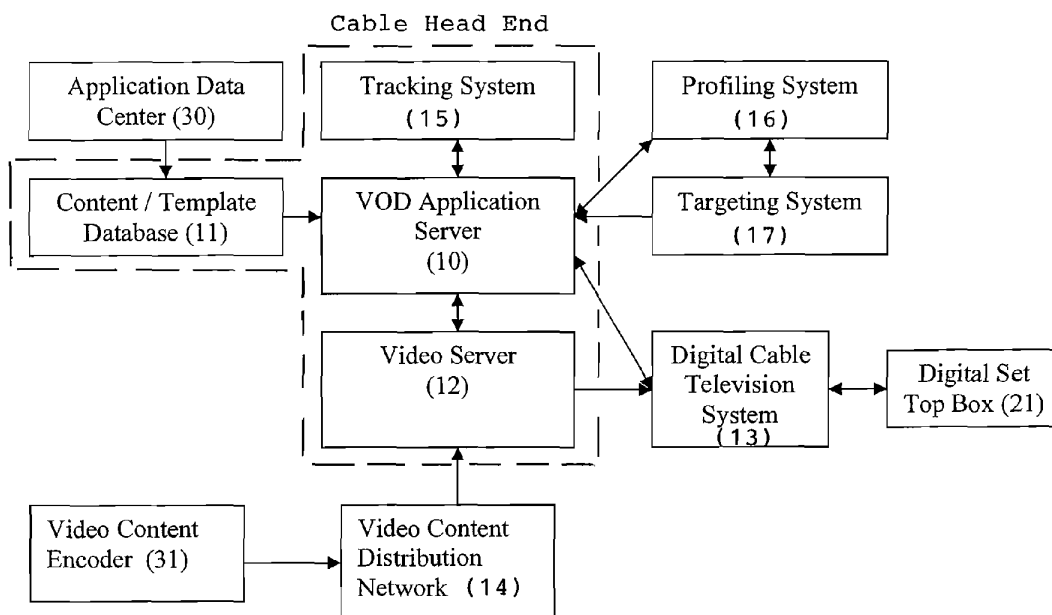 Cable Head End
Application Data
Center (30)
Tracking System
(15)
Profiling System
(16)
Content / Template
Database (11)
VOD Application
Server
(10)
Targeting System
(17)
Video Server
(12)
Digital Cable
Television
System
(13)
Digital Set
Top Box (21)
Video Content
Encoder (31)
Video Content
Distribution
Network (14)